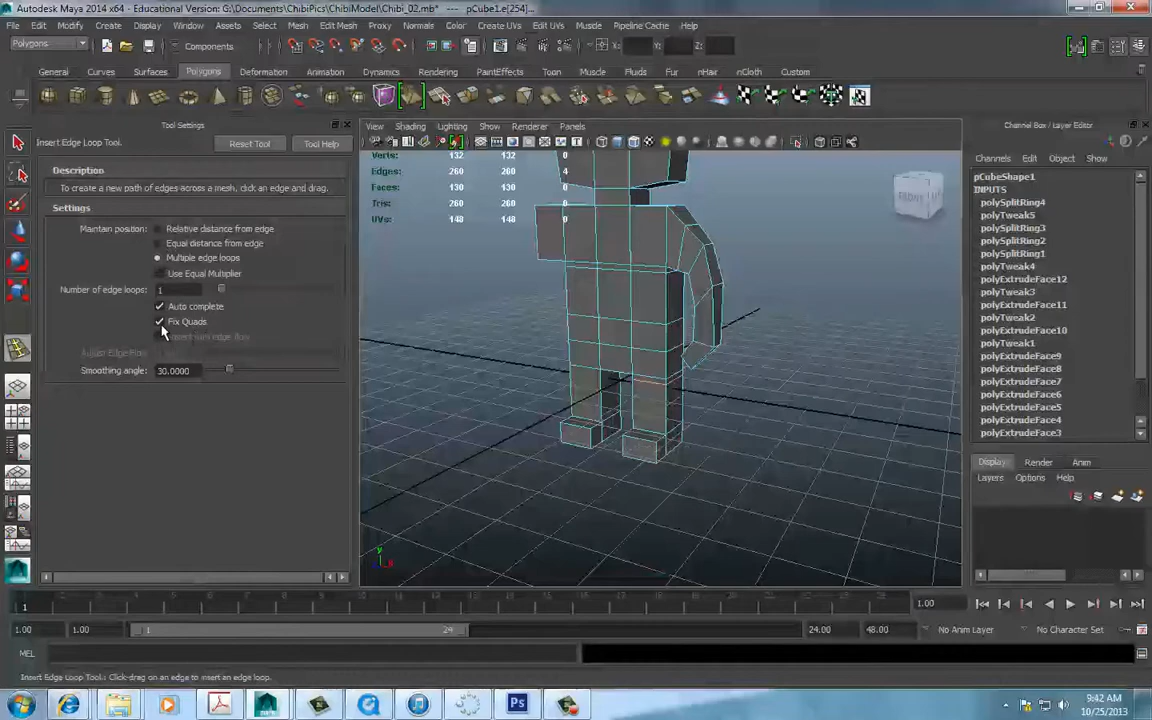 Autodesk Maya 2014 x64 - Educational Version: G:\Documents\ChibiPics\ChibiModel\Chibi_02.mb* --- pCube1.e[254]...
File Edit Modify Create Display Window Assets Select Mesh Edit Mesh Proxy Normals Color Create UVs Edit UVs Muscle Pipeline Cache Help
Polygons Components X: Y: Z:
General Curves Surfaces Polygons Deformation Animation Dynamics Rendering PaintEffects Toon Muscle Fluids Fur nHair nCloth Custom
Tool Settings
Insert Edge Loop Tool Reset Tool Tool Help
Description
To create a new path of edges across a mesh, click an edge and drag.
Settings
Maintain position: Relative distance from edge
Equal distance from edge
Multiple edge loops
Use Equal Multiplier
Number of edge loops: 1
Auto complete
Fix Quads
Adjust Edge Flow
Smoothing angle: 30.0000
View Shading Lighting Show Renderer Panels
Verts: 132 132 0
Edges: 260 260 4
Faces: 130 130 0
Tris: 260 260 0
UVs: 148 148 0
FRONT
y
Channel Box / Layer Editor
Channels Edit Object Show
pCubeShape1
INPUTS
polySplitRing4
polyTweak5
polySplitRing3
polySplitRing2
polySplitRing1
polyTweak4
polyExtrudeFace12
polyTweak3
polyExtrudeFace11
polyTweak2
polyExtrudeFace10
polyTweak1
polyExtrudeFace9
polyExtrudeFace8
polyExtrudeFace7
polyExtrudeFace6
polyExtrudeFace5
polyExtrudeFace4
polyExtrudeFace3
Display Render Anim
Layers Options Help
1 1.00
1.00 1.00 1 24 24.00 48.00 No Anim Layer No Character Set
MEL
Insert Edge Loop Tool: Click-drag on an edge to insert an edge loop.
Ps
9:42 AM
10/25/2013